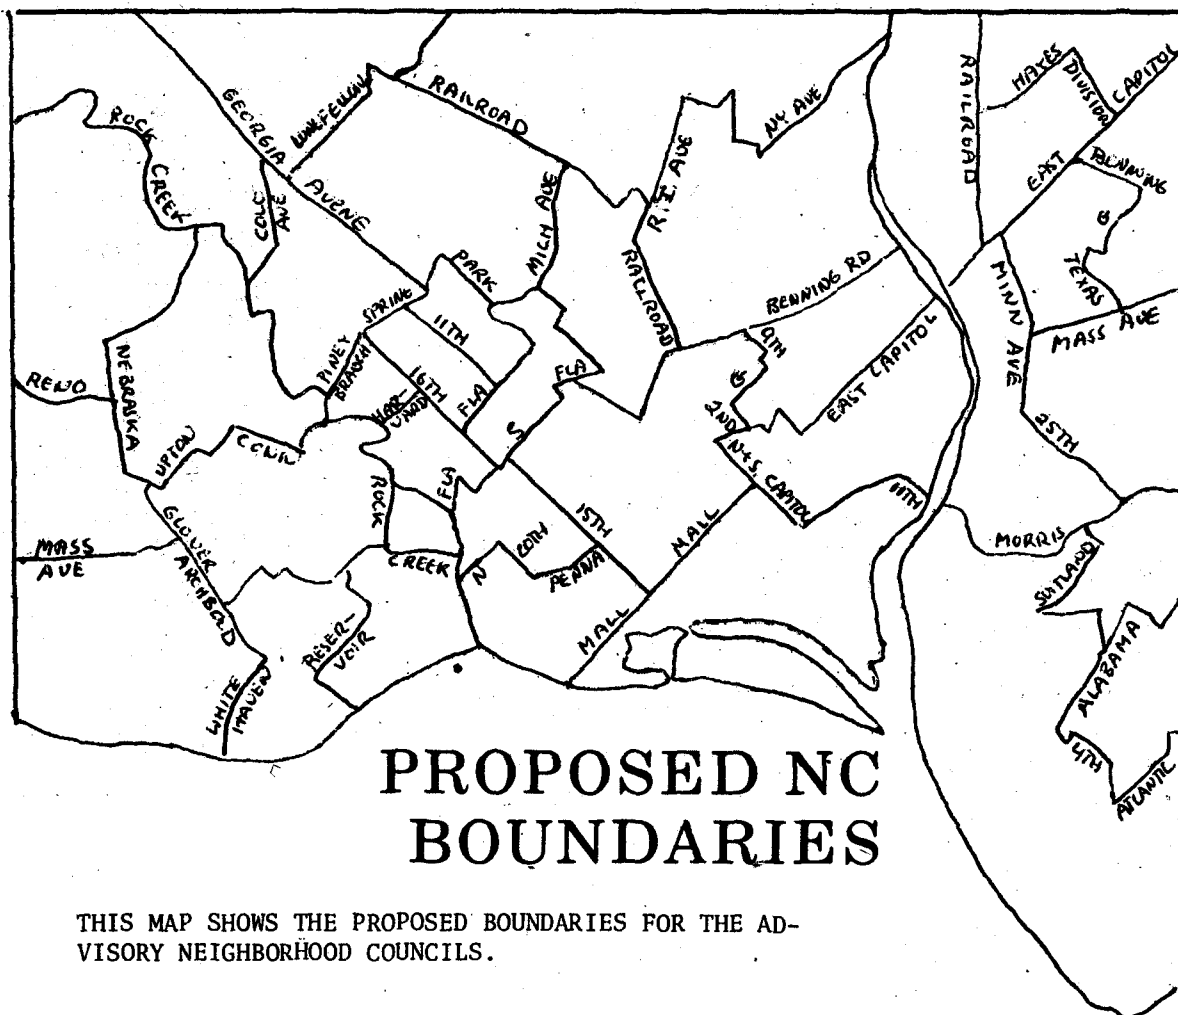 ROCK
CREEK
GEORGIA
AVENE
COLO
AVE
RAILROAD
MICH AVE
R.I. AVE
NY AVE
RAILROAD
RAILROAD
HAYES
DIVISION
EAST CAPITOL
BENNING
G
TEXAS
MASS AVE
MINN AVE
25TH
BENNING RD
9TH
G
2ND
EAST CAPITOL
N+S. CAPITOL
11TH
MORRIS
SUITLAND
ALABAMA
4TH
ATLANTIC
PARK
SPRING
11TH
PINEY
BRANCH
16TH
HAR-
VARD
FLA
FLA
S
FLA
NEBRASKA
RENO
UPTON
CONN
ROCK
CREEK
GLOVER
ARCHBOLD
MASS
AVE
N
20TH
PENNA
15TH
MALL
MALL
RESER-
VOIR
WHITE
HAVEN
PROPOSED NC
BOUNDARIES
THIS MAP SHOWS THE PROPOSED BOUNDARIES FOR THE AD-
VISORY NEIGHBORHOOD COUNCILS.